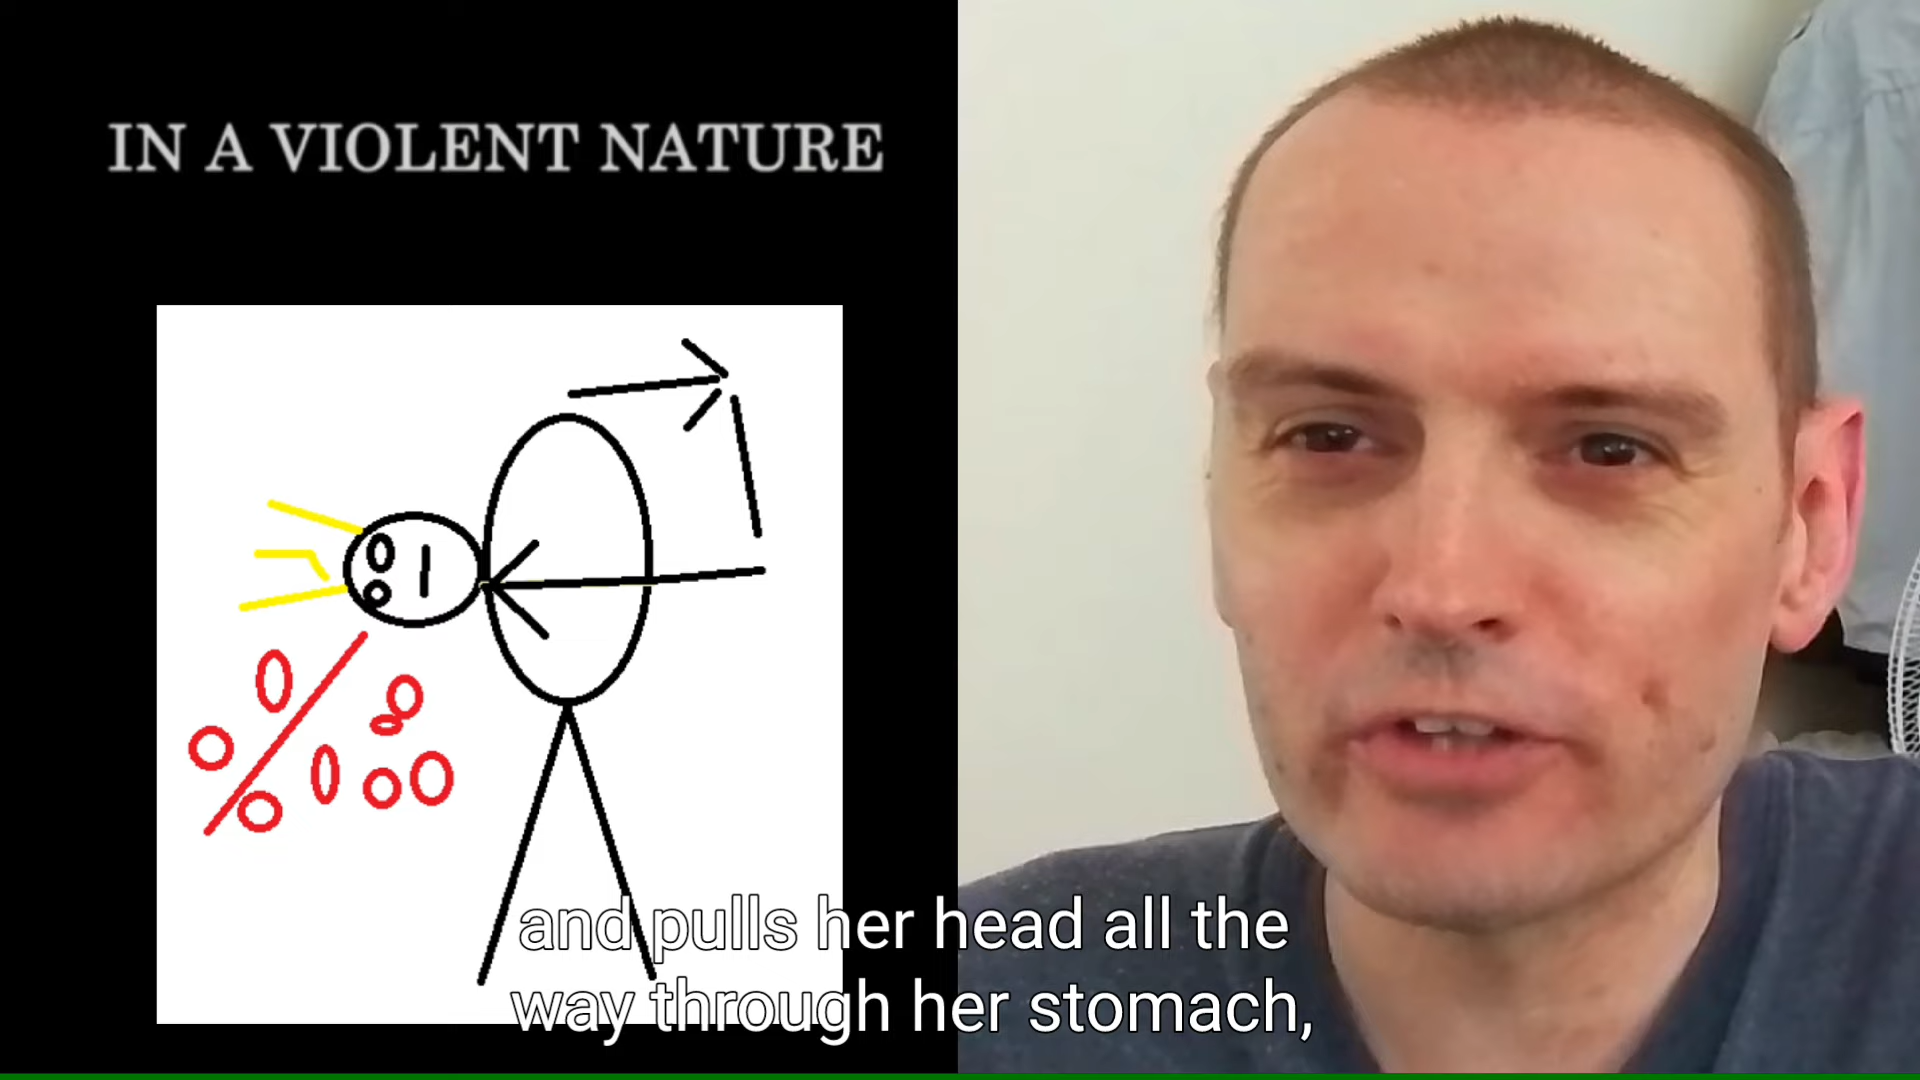 IN A VIOLENT NATURE
and pulls her head all the
way through her stomach,